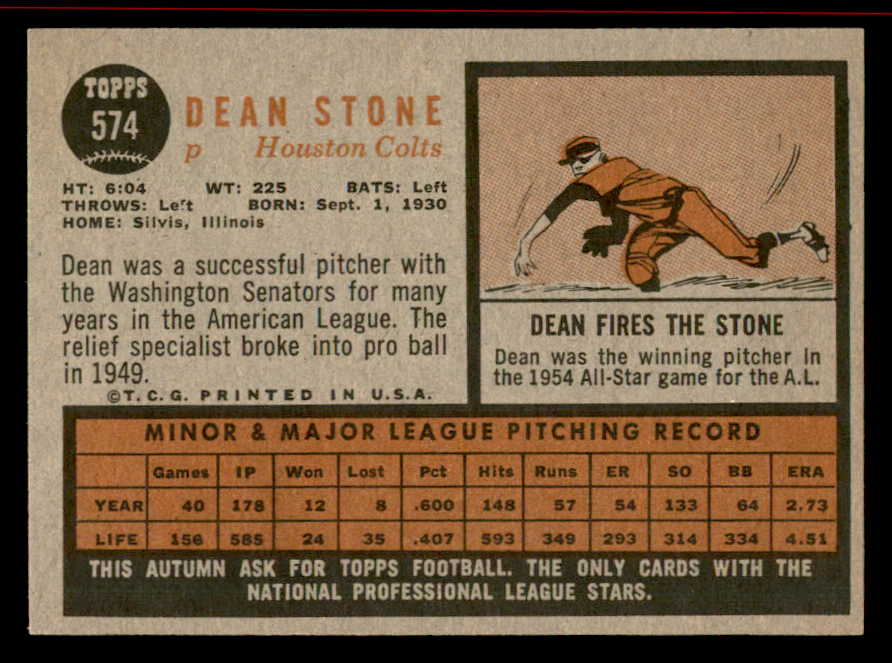 TOPPS
574
DEAN STONE
p Houston Colts
HT: 6:04 WT: 225 BATS: Left
THROWS: Left BORN: Sept. 1, 1930
HOME: Silvis, Illinois
Dean was a successful pitcher with
the Washington Senators for many
years in the American League. The
relief specialist broke into pro ball
in 1949.
©T.C.G. PRINTED IN U.S.A.
DEAN FIRES THE STONE
Dean was the winning pitcher in
the 1954 All-Star game for the A.L.
MINOR & MAJOR LEAGUE PITCHING RECORD
Games IP Won Lost Pct Hits Runs ER SO BB ERA
YEAR 40 178 12 8 .600 148 57 54 133 64 2.73
LIFE 156 585 24 35 .407 593 349 293 314 334 4.51
THIS AUTUMN ASK FOR TOPPS FOOTBALL. THE ONLY CARDS WITH THE
NATIONAL PROFESSIONAL LEAGUE STARS.